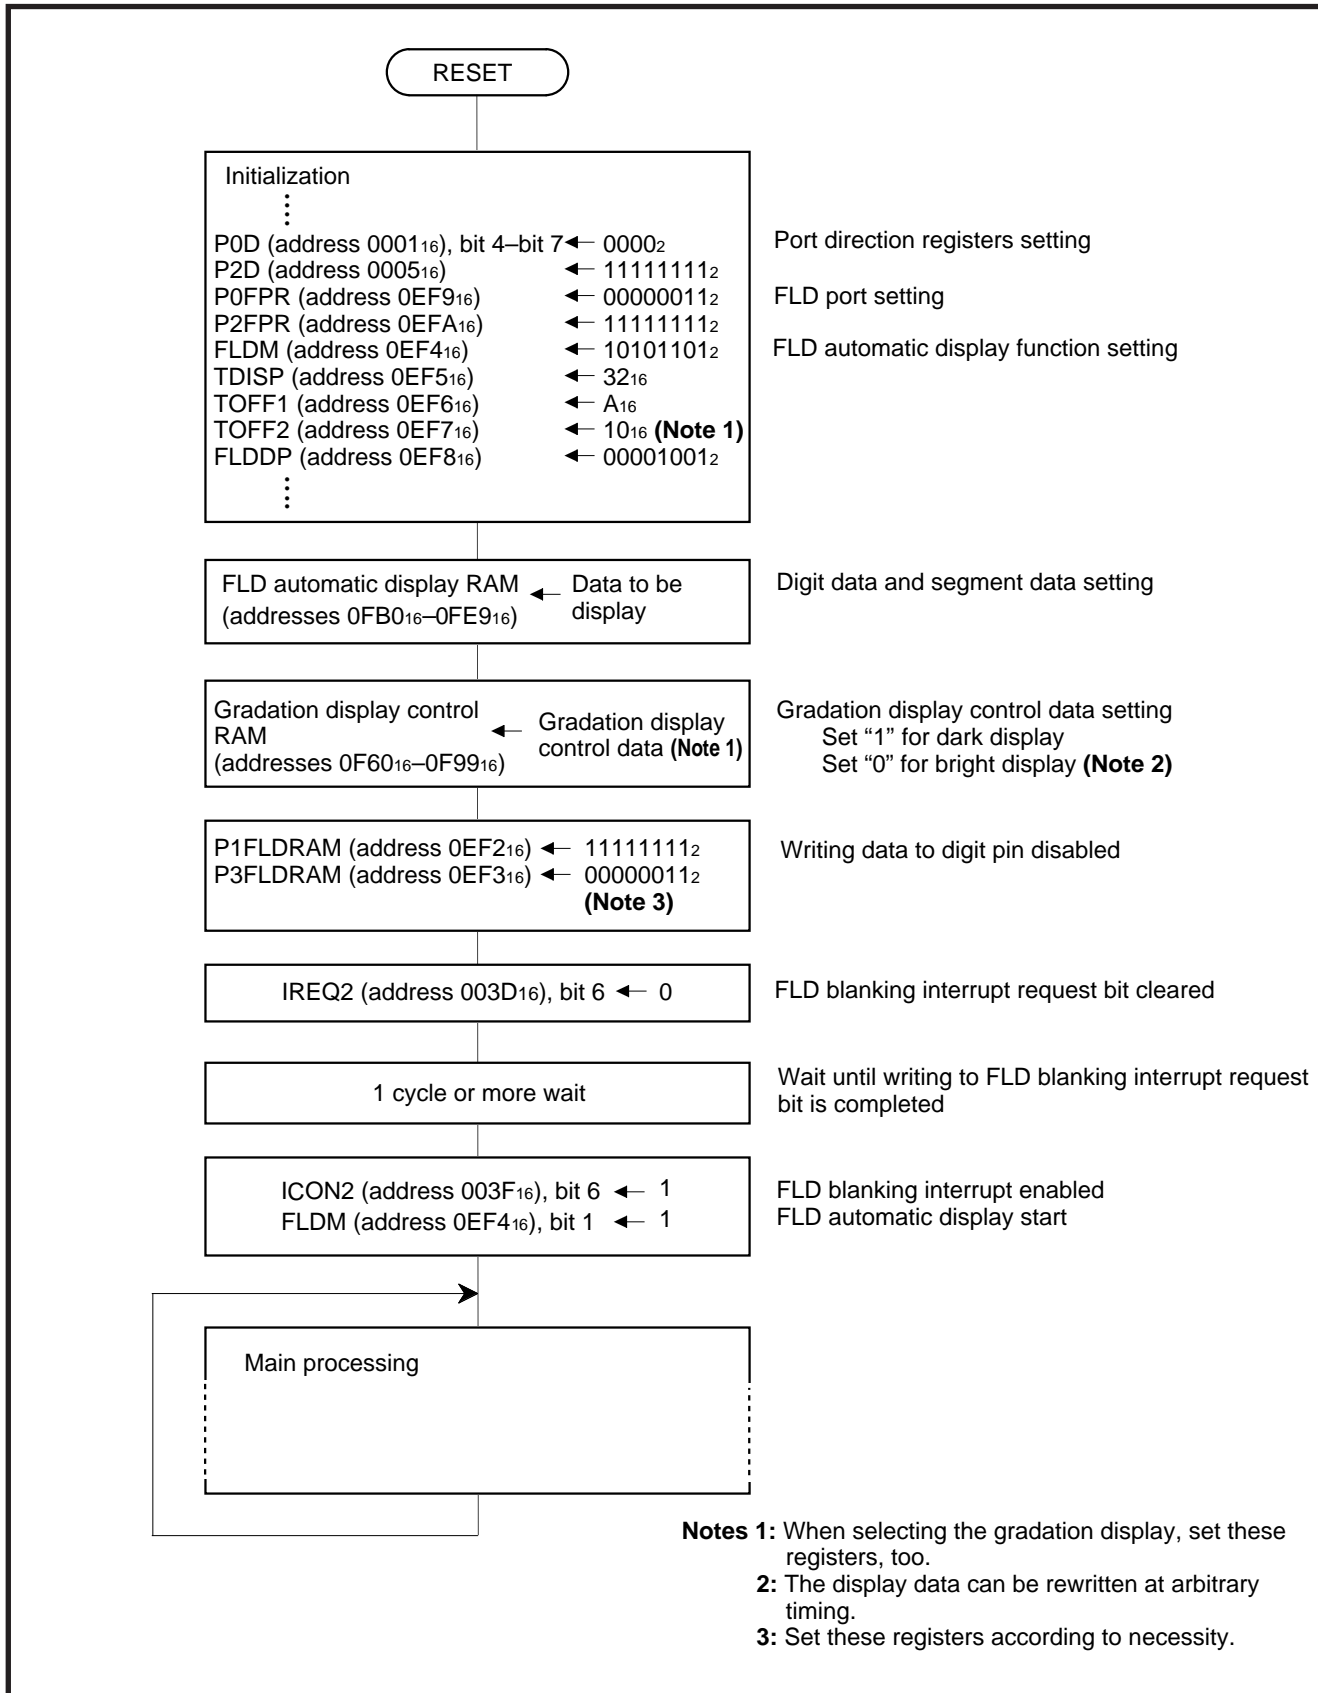 RESET
Initialization
P0D (address 0001₁₆), bit 4–bit 7 ← 0000₂ Port direction registers setting
P2D (address 0005₁₆) ← 11111111₂
P0FPR (address 0EF9₁₆) ← 00000011₂ FLD port setting
P2FPR (address 0EFA₁₆) ← 11111111₂
FLDM (address 0EF4₁₆) ← 10101101₂ FLD automatic display function setting
TDISP (address 0EF5₁₆) ← 32₁₆
TOFF1 (address 0EF6₁₆) ← A₁₆
TOFF2 (address 0EF7₁₆) ← 10₁₆ (Note 1)
FLDDP (address 0EF8₁₆) ← 00001001₂
FLD automatic display RAM ← Data to be Digit data and segment data setting
(addresses 0FB0₁₆–0FE9₁₆) display
Gradation display control Gradation display Gradation display control data setting
RAM ← control data (Note 1) Set “1” for dark display
(addresses 0F60₁₆–0F99₁₆) Set “0” for bright display (Note 2)
P1FLDRAM (address 0EF2₁₆) ← 11111111₂ Writing data to digit pin disabled
P3FLDRAM (address 0EF3₁₆) ← 00000011₂
(Note 3)
IREQ2 (address 003D₁₆), bit 6 ← 0 FLD blanking interrupt request bit cleared
1 cycle or more wait Wait until writing to FLD blanking interrupt request
bit is completed
ICON2 (address 003F₁₆), bit 6 ← 1 FLD blanking interrupt enabled
FLDM (address 0EF4₁₆), bit 1 ← 1 FLD automatic display start
Main processing
Notes 1: When selecting the gradation display, set these
registers, too.
2: The display data can be rewritten at arbitrary
timing.
3: Set these registers according to necessity.